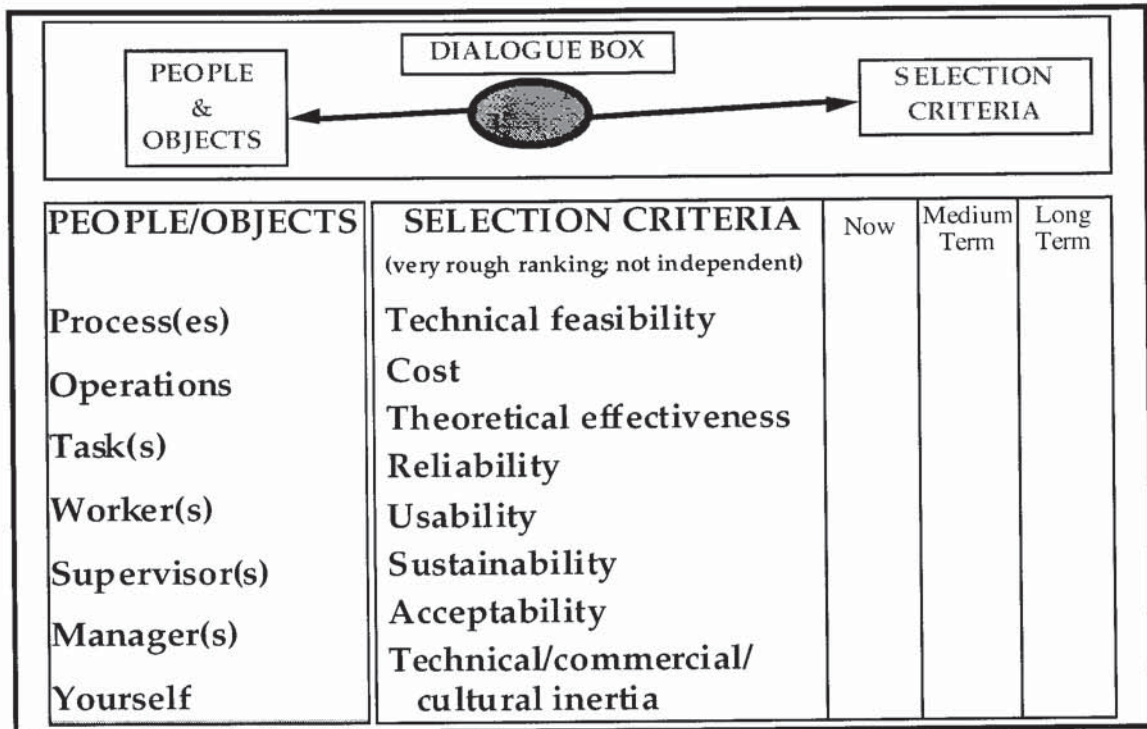 DIALOGUE BOX
PEOPLE
&
OBJECTS
SELECTION
CRITERIA
PEOPLE/OBJECTS
Process(es)
Operations
Task(s)
Worker(s)
Supervisor(s)
Manager(s)
Yourself
SELECTION CRITERIA
(very rough ranking; not independent)
Technical feasibility
Cost
Theoretical effectiveness
Reliability
Usability
Sustainability
Acceptability
Technical/commercial/
cultural inertia
Now
Medium
Term
Long
Term